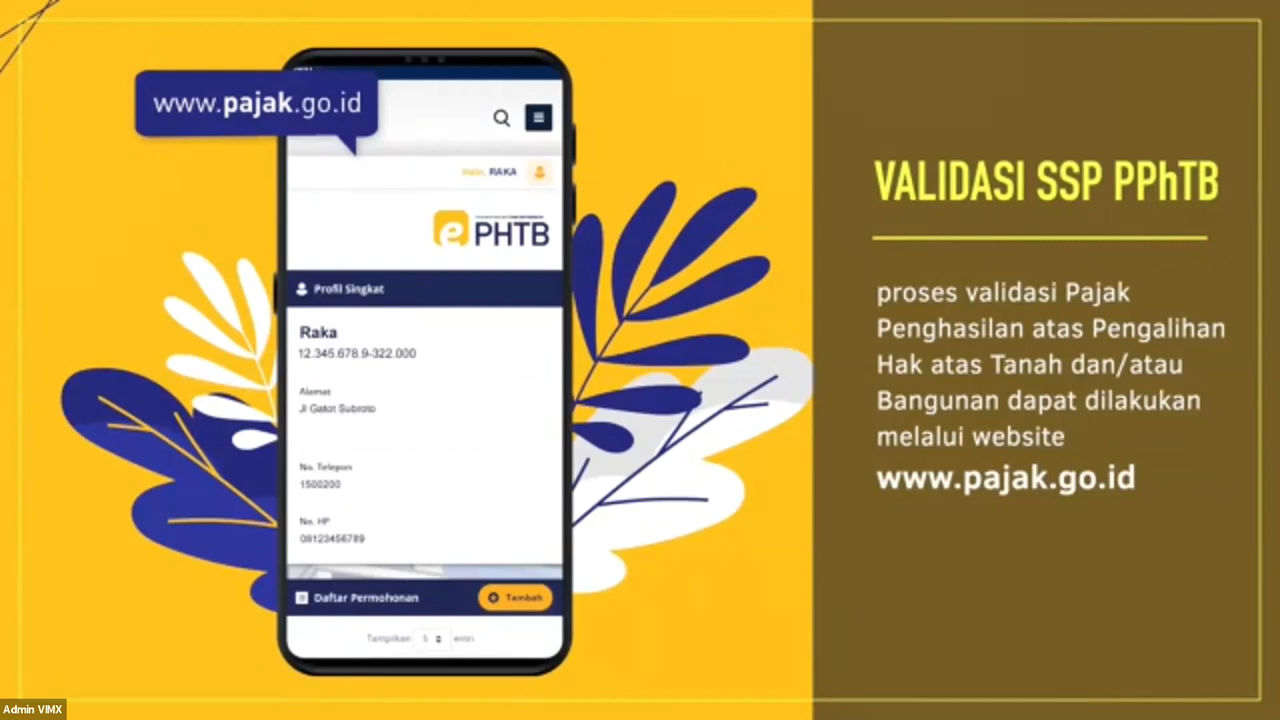 www.pajak.go.id
Halo, RAKA
e PHTB
Profil Singkat
Raka
12.345.678.9-322.000
Alamat
Jl Gatot Subroto
No. Telepon
1500200
No. HP
08123456789
Daftar Permohonan
Tambah
Tampilkan 5 entri
VALIDASI SSP PPhTB
proses validasi Pajak
Penghasilan atas Pengalihan
Hak atas Tanah dan/atau
Bangunan dapat dilakukan
melalui website
www.pajak.go.id
Admin VIMX